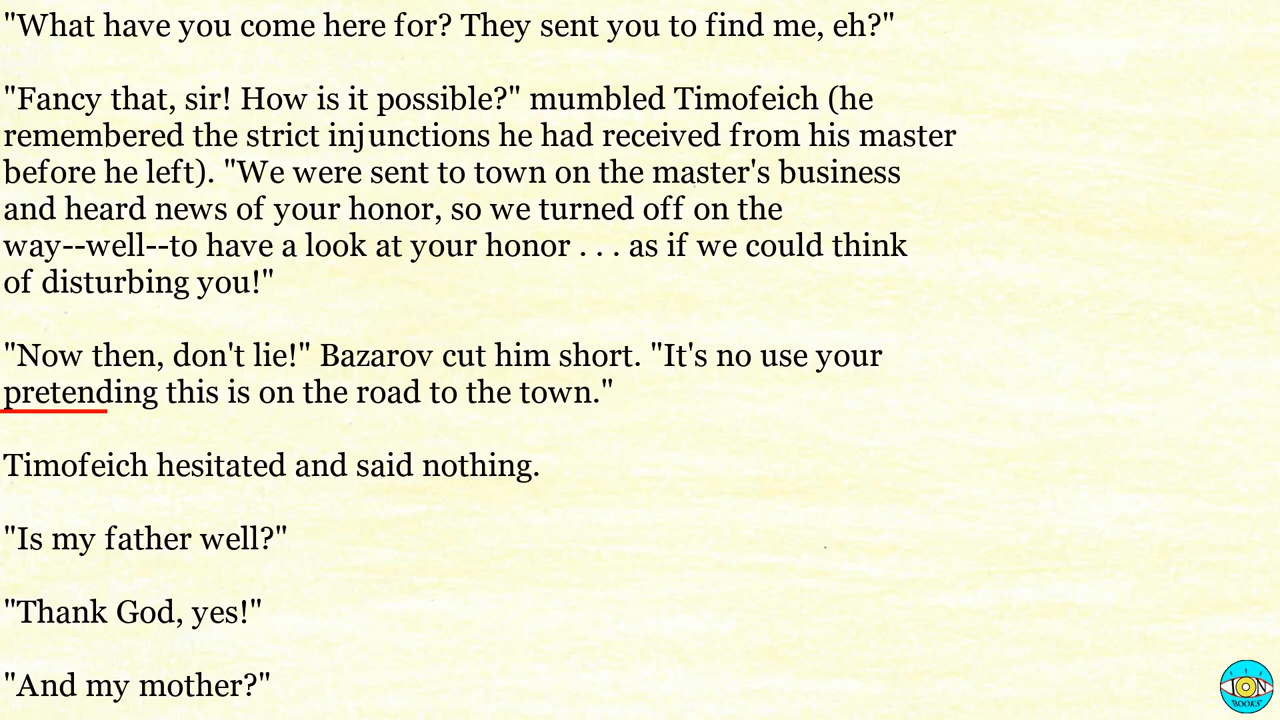 "What have you come here for? They sent you to find me, eh?"
"Fancy that, sir! How is it possible?" mumbled Timofeich (he
remembered the strict injunctions he had received from his master
before he left). "We were sent to town on the master's business
and heard news of your honor, so we turned off on the
way--well--to have a look at your honor . . . as if we could think
of disturbing you!"
"Now then, don't lie!" Bazarov cut him short. "It's no use your
pretending this is on the road to the town."
Timofeich hesitated and said nothing.
"Is my father well?"
"Thank God, yes!"
"And my mother?"
ION
BOOKS